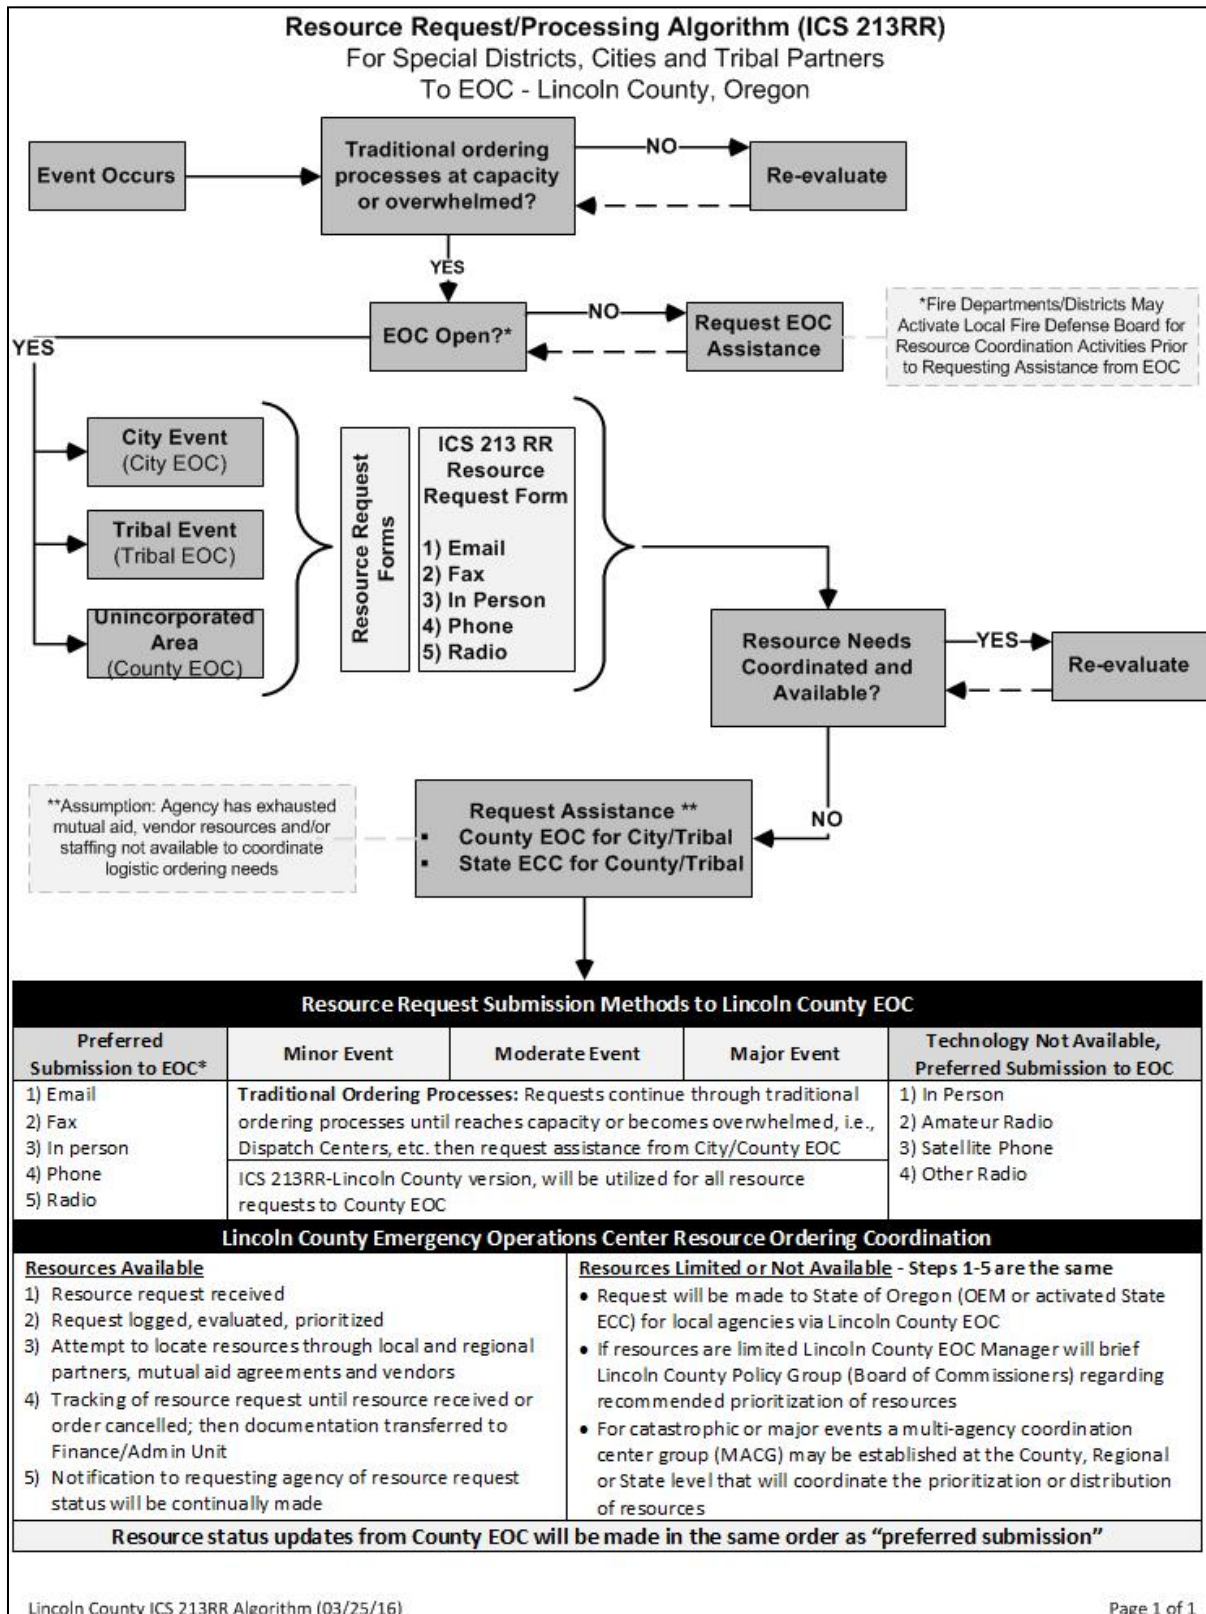 Resource Request/Processing Algorithm (ICS 213RR)
For Special Districts, Cities and Tribal Partners
To EOC - Lincoln County, Oregon
Event Occurs
Traditional ordering
processes at capacity
or overwhelmed?
NO
Re-evaluate
YES
EOC Open?*
NO
Request EOC
Assistance
*Fire Departments/Districts May
Activate Local Fire Defense Board for
Resource Coordination Activities Prior
to Requesting Assistance from EOC
YES
City Event
(City EOC)
Tribal Event
(Tribal EOC)
Unincorporated
Area
(County EOC)
Resource Request
Forms
ICS 213 RR
Resource
Request Form
1) Email
2) Fax
3) In Person
4) Phone
5) Radio
Resource Needs
Coordinated and
Available?
YES
Re-evaluate
NO
**Assumption: Agency has exhausted
mutual aid, vendor resources and/or
staffing not available to coordinate
logistic ordering needs
Request Assistance **
▪ County EOC for City/Tribal
▪ State ECC for County/Tribal
Resource Request Submission Methods to Lincoln County EOC
Preferred
Submission to EOC*
Minor Event
Moderate Event
Major Event
Technology Not Available,
Preferred Submission to EOC
1) Email
2) Fax
3) In person
4) Phone
5) Radio
Traditional Ordering Processes: Requests continue through traditional
ordering processes until reaches capacity or becomes overwhelmed, i.e.,
Dispatch Centers, etc. then request assistance from City/County EOC
ICS 213RR-Lincoln County version, will be utilized for all resource
requests to County EOC
1) In Person
2) Amateur Radio
3) Satellite Phone
4) Other Radio
Lincoln County Emergency Operations Center Resource Ordering Coordination
Resources Available
1) Resource request received
2) Request logged, evaluated, prioritized
3) Attempt to locate resources through local and regional
partners, mutual aid agreements and vendors
4) Tracking of resource request until resource received or
order cancelled; then documentation transferred to
Finance/Admin Unit
5) Notification to requesting agency of resource request
status will be continually made
Resources Limited or Not Available - Steps 1-5 are the same
• Request will be made to State of Oregon (OEM or activated State
ECC) for local agencies via Lincoln County EOC
• If resources are limited Lincoln County EOC Manager will brief
Lincoln County Policy Group (Board of Commissioners) regarding
recommended prioritization of resources
• For catastrophic or major events a multi-agency coordination
center group (MACG) may be established at the County, Regional
or State level that will coordinate the prioritization or distribution
of resources
Resource status updates from County EOC will be made in the same order as “preferred submission”
Lincoln County ICS 213RR Algorithm (03/25/16)
Page 1 of 1